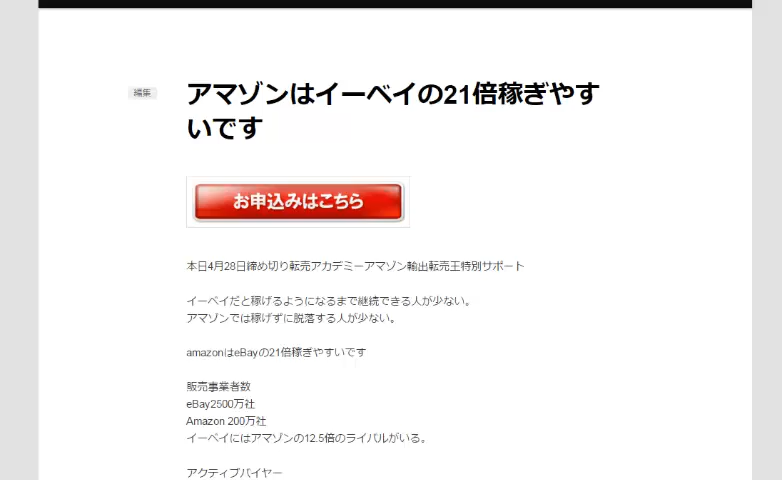 編集
アマゾンはイーベイの21倍稼ぎやす
いです
お申込みはこちら
本日4月28日締め切り転売アカデミーアマゾン輸出転売王特別サポート
イーベイだと稼げるようになるまで継続できる人が少ない。
アマゾンでは稼げずに脱落する人が少ない。
amazonはeBayの21倍稼ぎやすいです
販売事業者数
eBay2500万社
Amazon 200万社
イーベイにはアマゾンの12.5倍のライバルがいる。
アクティブバイヤー